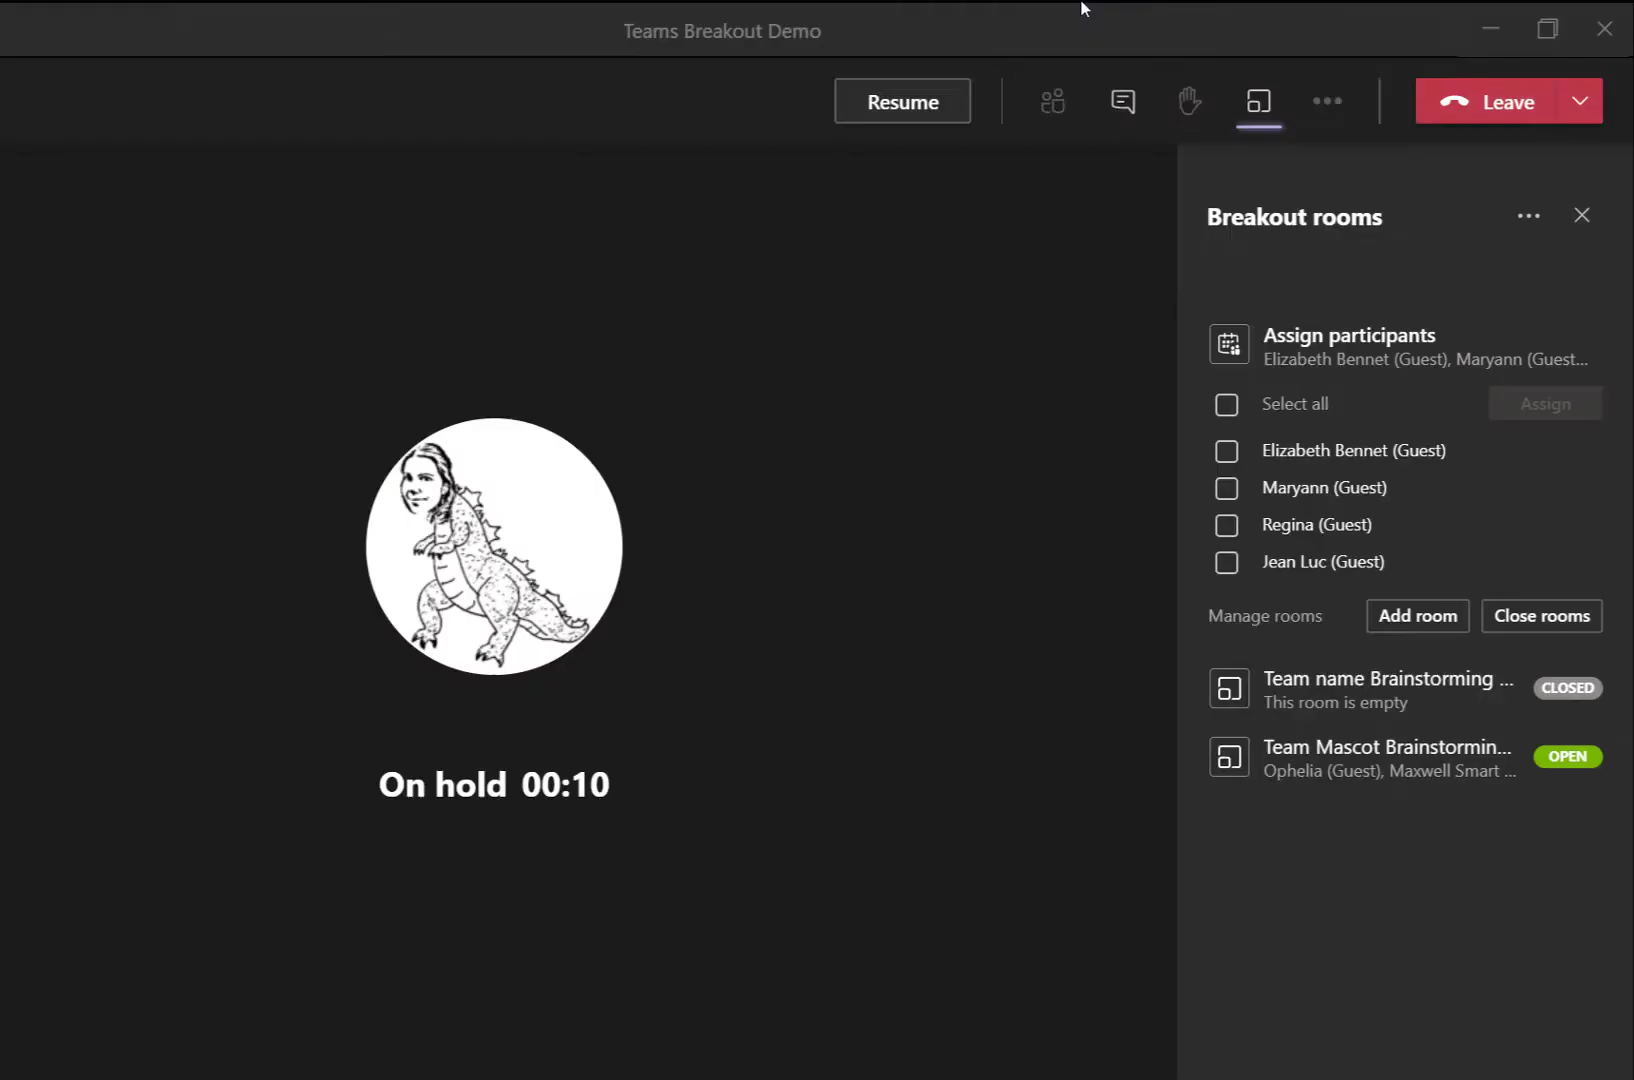 Teams Breakout Demo
Resume
Leave
Breakout rooms
Assign participants
Elizabeth Bennet (Guest), Maryann (Guest...
Select all
Assign
Elizabeth Bennet (Guest)
Maryann (Guest)
Regina (Guest)
Jean Luc (Guest)
Manage rooms
Add room
Close rooms
Team name Brainstorming ...
CLOSED
This room is empty
Team Mascot Brainstormin...
OPEN
Ophelia (Guest), Maxwell Smart ...
On hold 00:10